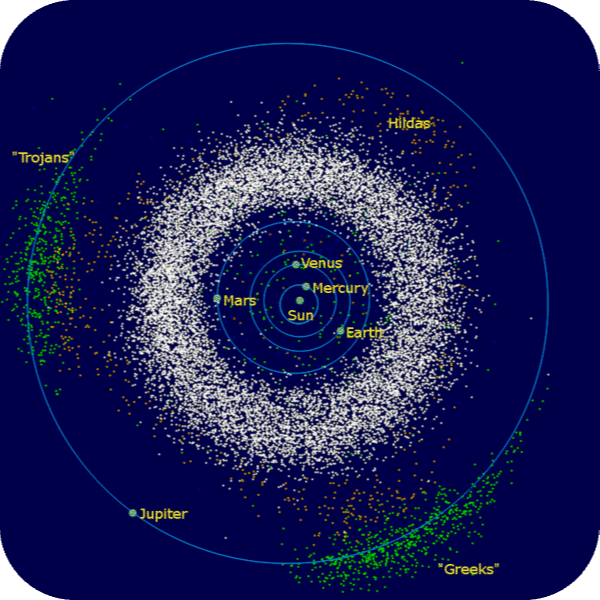 Hildas
"Trojans"
Venus
Mercury
Mars
Sun
Earth
Jupiter
"Greeks"